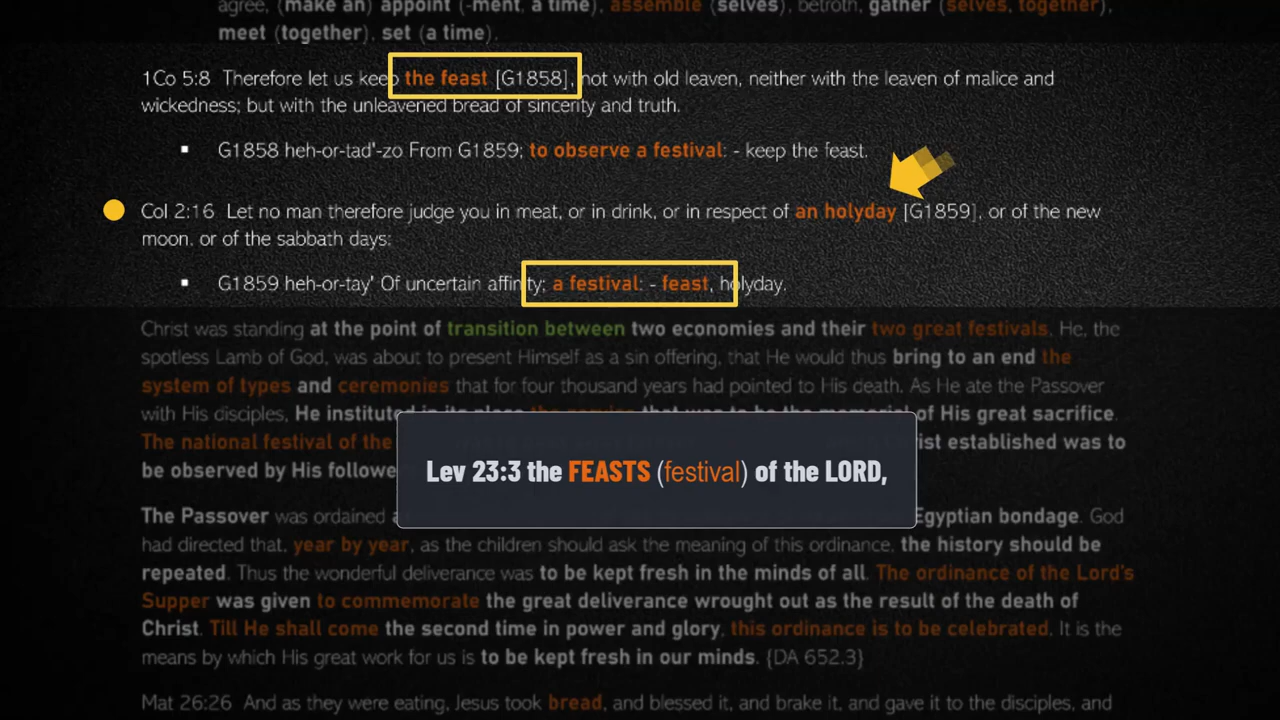 agree, (make an) appoint (-ment, a time), assemble (selves), betroth, gather (selves, together),
meet (together), set (a time).
1Co 5:8 Therefore let us keep the feast [G1858], not with old leaven, neither with the leaven of malice and
wickedness; but with the unleavened bread of sincerity and truth.
▪ G1858 heh-or-tad'-zo From G1859; to observe a festival: - keep the feast.
Col 2:16 Let no man therefore judge you in meat, or in drink, or in respect of an holyday [G1859], or of the new
moon, or of the sabbath days:
▪ G1859 heh-or-tay' Of uncertain affinity; a festival: - feast, holyday.
Christ was standing at the point of transition between two economies and their two great festivals. He, the
spotless Lamb of God, was about to present Himself as a sin offering, that He would thus bring to an end the
system of types and ceremonies that for four thousand years had pointed to His death. As He ate the Passover
with His disciples, He instituted in its place the service that was to be the memorial of His great sacrifice.
The national festival of the Christ established was to
be observed by His followe
Lev 23:3 the FEASTS (festival) of the LORD,
The Passover was ordained Egyptian bondage. God
had directed that, year by year, as the children should ask the meaning of this ordinance, the history should be
repeated. Thus the wonderful deliverance was to be kept fresh in the minds of all. The ordinance of the Lord's
Supper was given to commemorate the great deliverance wrought out as the result of the death of
Christ. Till He shall come the second time in power and glory, this ordinance is to be celebrated. It is the
means by which His great work for us is to be kept fresh in our minds. {DA 652.3}
Mat 26:26 And as they were eating, Jesus took bread, and blessed it, and brake it, and gave it to the disciples, and